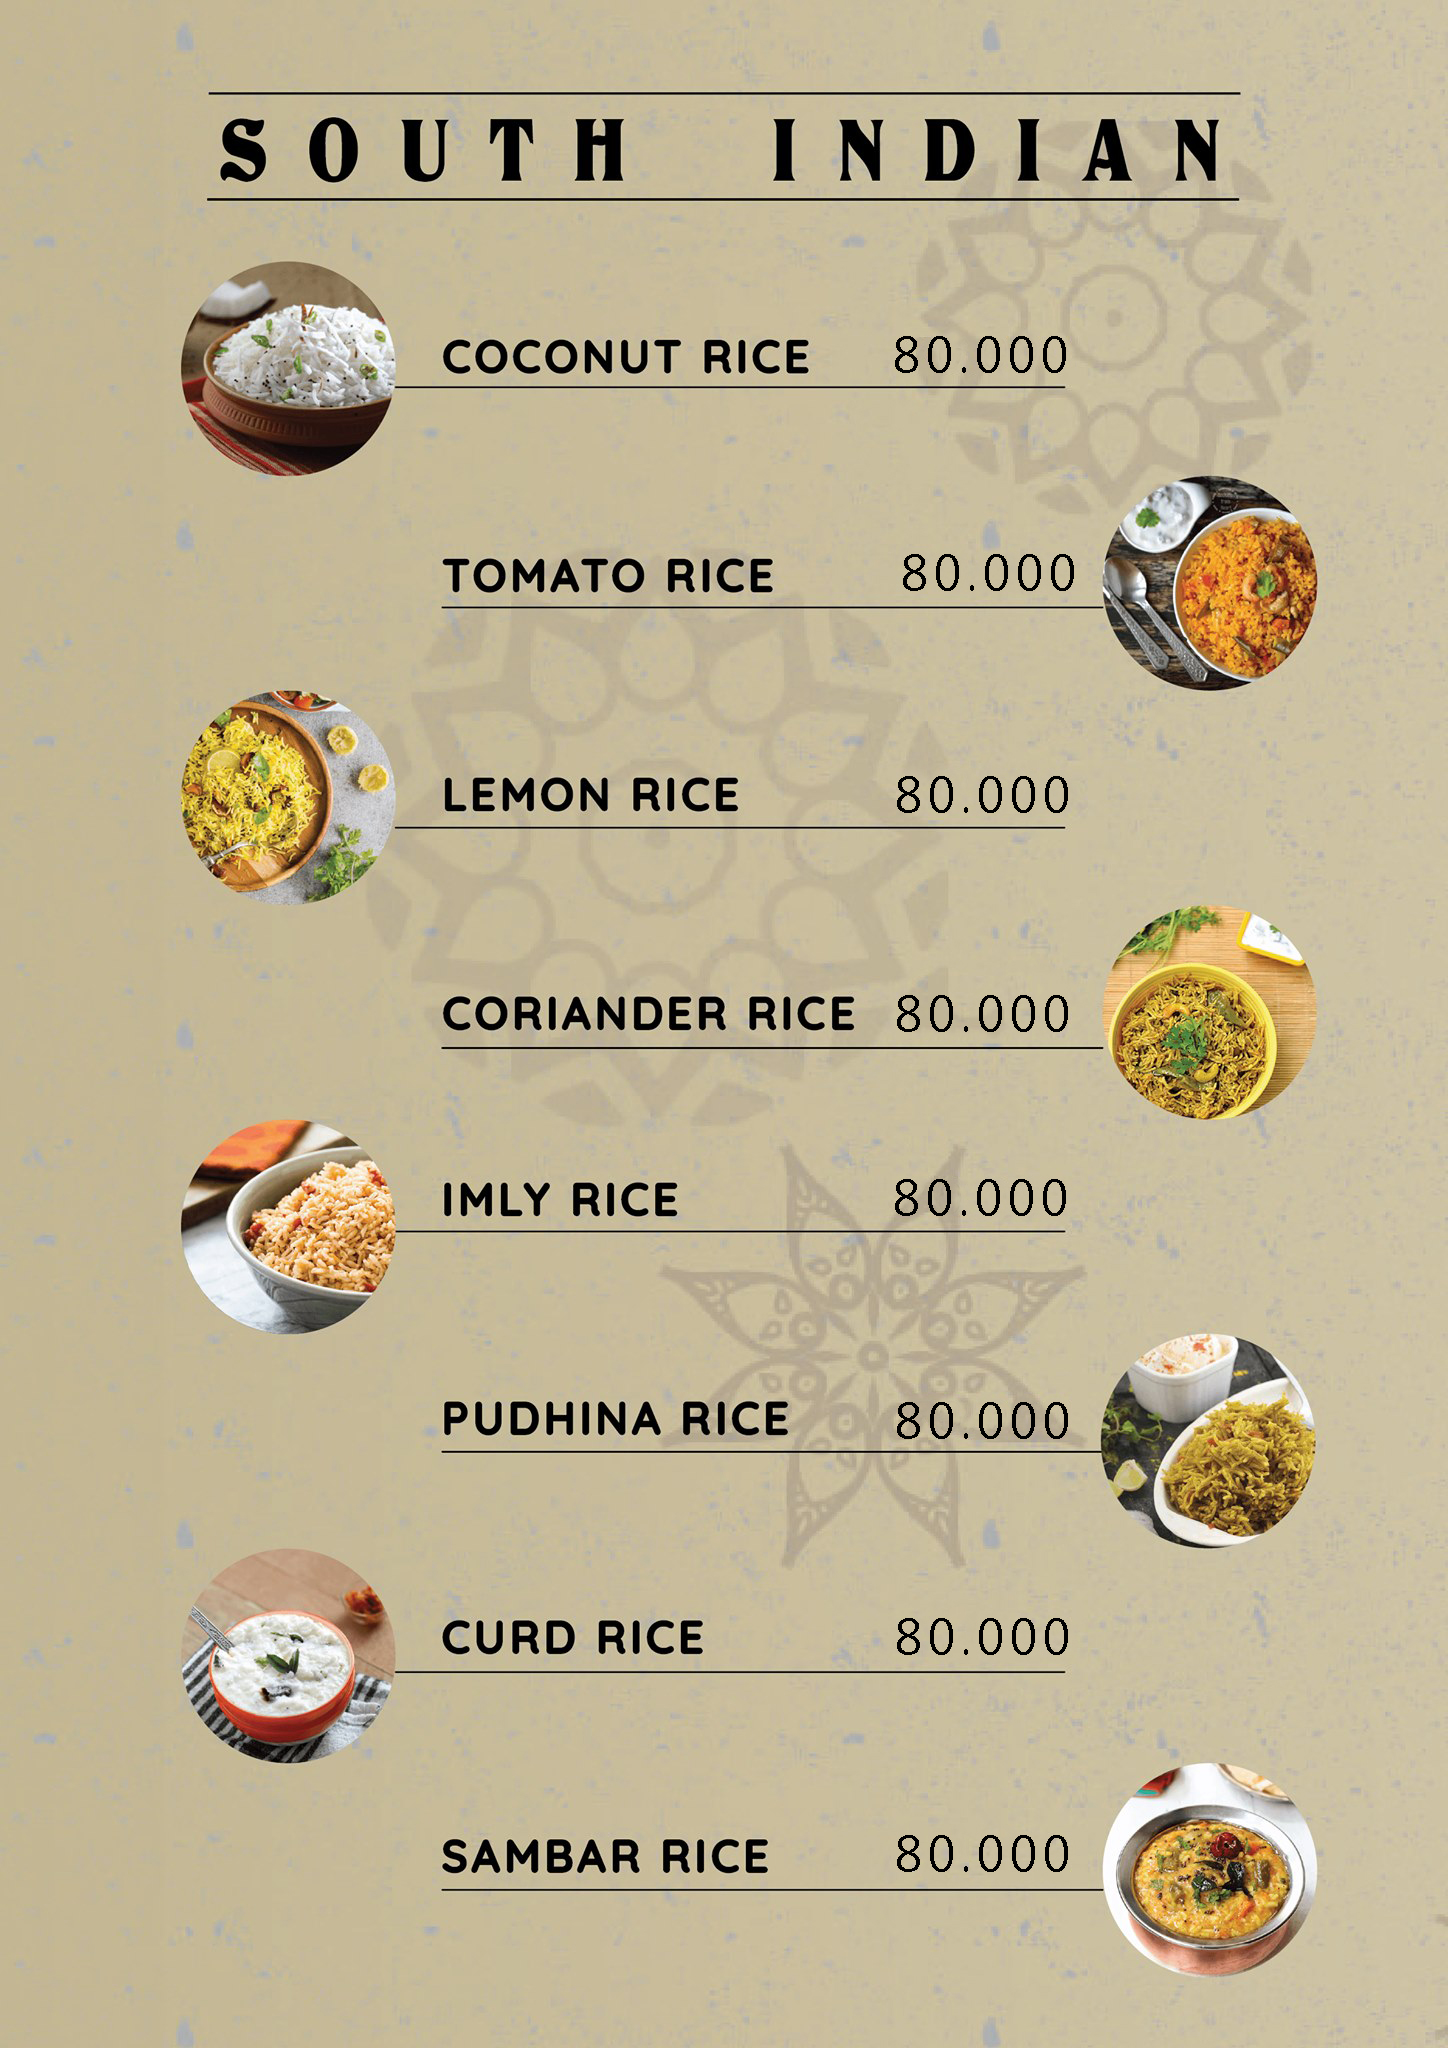 SOUTH INDIAN
COCONUT RICE 80.000
TOMATO RICE 80.000
LEMON RICE 80.000
CORIANDER RICE 80.000
IMLY RICE 80.000
PUDHINA RICE 80.000
CURD RICE 80.000
SAMBAR RICE 80.000